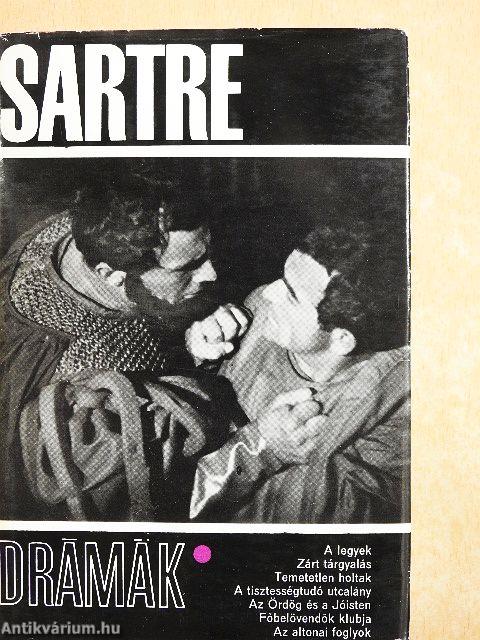 SARTRE
DRÁMÁK
A legyek
Zárt tárgyalás
Temetetlen holtak
A tisztességtudó utcalány
Az Ördög és a Jóisten
Főbelövendők klubja
Az altonai foglyok
Antikvárium.hu